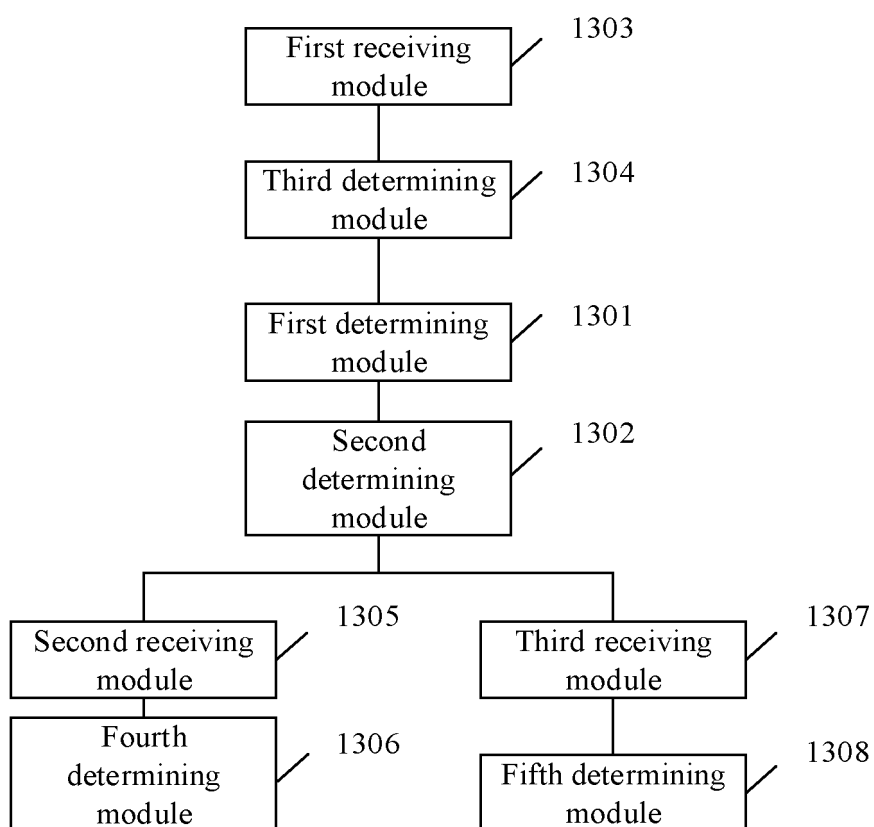 1303
First receiving
module
1304
Third determining
module
1301
First determining
module
1302
Second
determining
module
1305
Second receiving
module
1307
Third receiving
module
1306
Fourth
determining
module
1308
Fifth determining
module